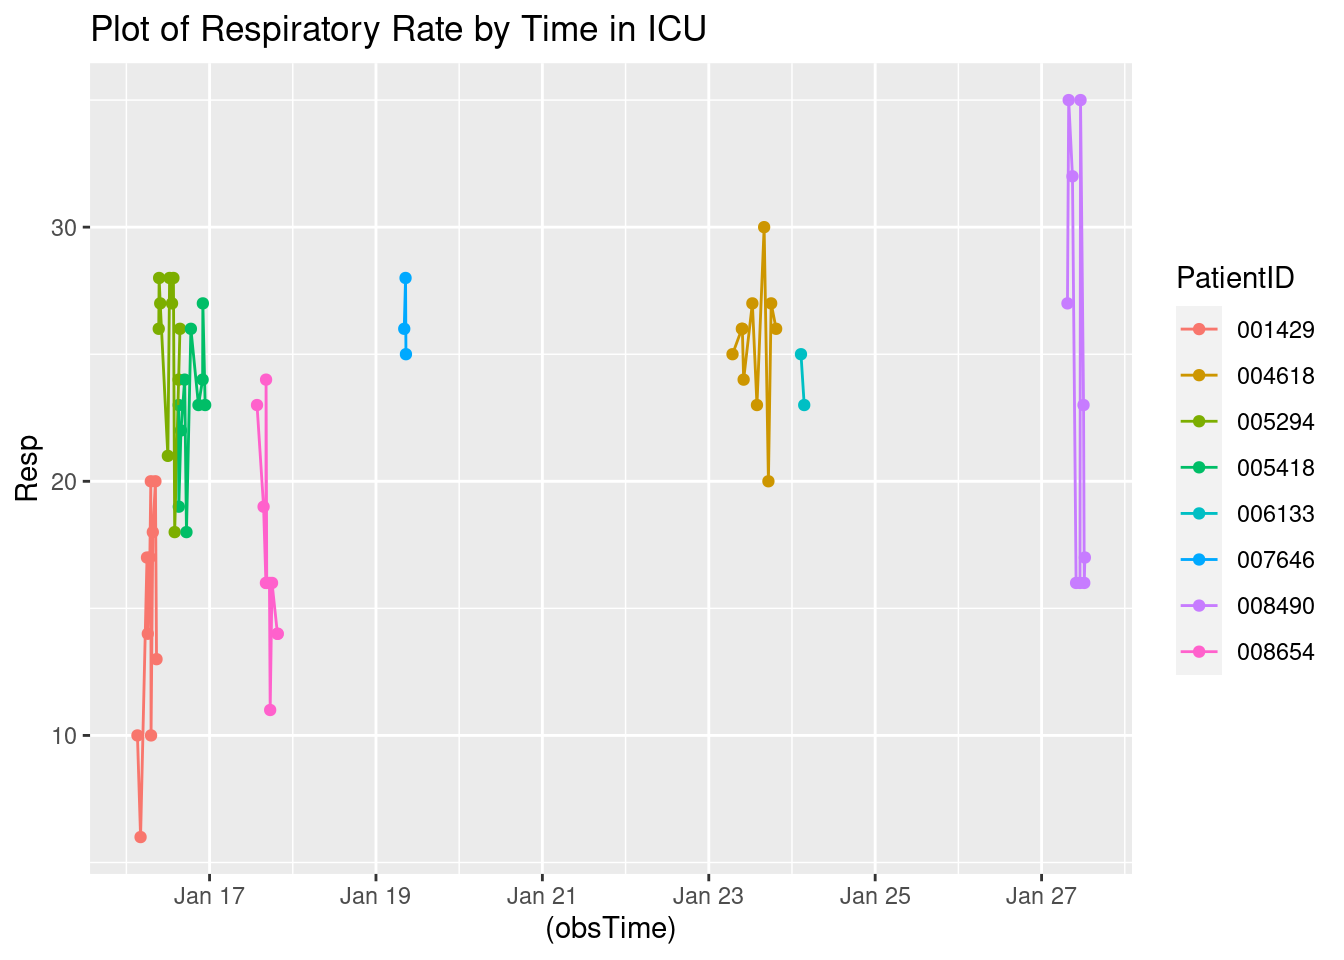 Plot of Respiratory Rate by Time in ICU
Resp
30
20
10
Jan 17
Jan 19
Jan 21
Jan 23
Jan 25
Jan 27
(obsTime)
PatientID
001429
004618
005294
005418
006133
007646
008490
008654